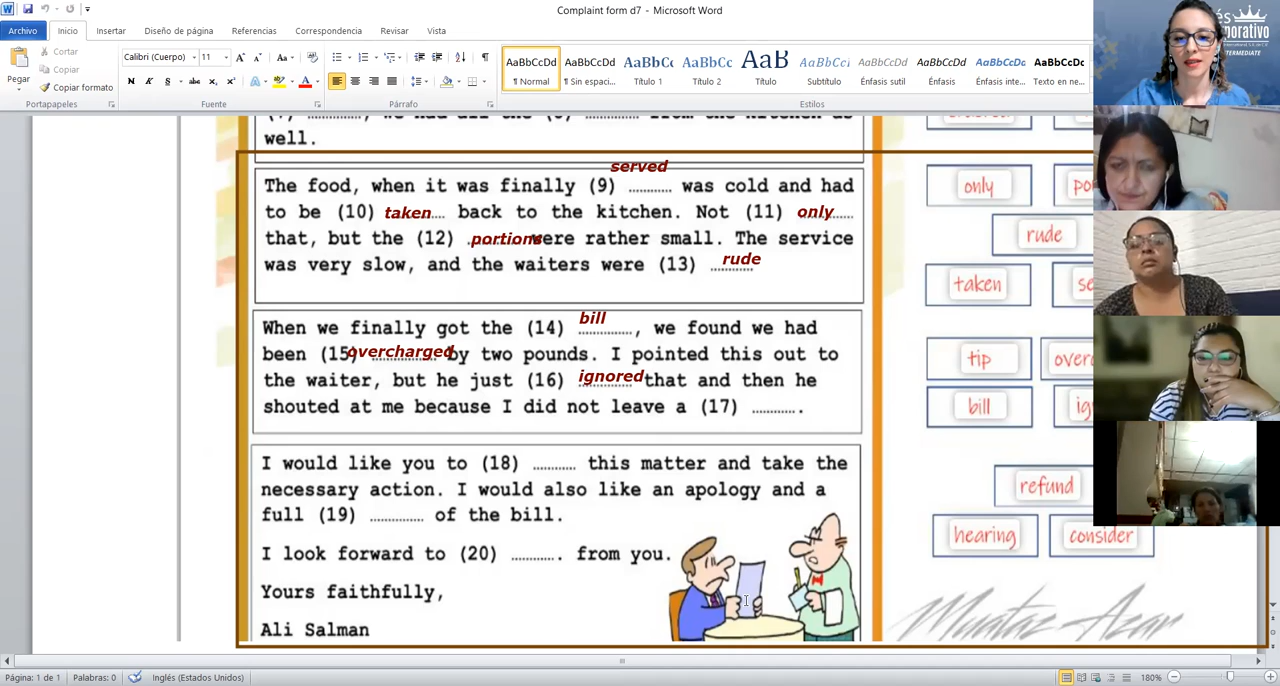 Complaint form d7 - Microsoft Word
Archivo Inicio Insertar Diseño de página Referencias Correspondencia Revisar Vista
Cortar
Copiar
Copiar formato
Pegar
Calibri (Cuerpo) 11
AaBbCcDd AaBbCcDd AaBbCc AaBbCc AaB AaBbCcI AaBbCcDd AaBbCcDd AaBbCcDd AaBbCcDc
¶ Normal ¶ Sin espaci... Título 1 Título 2 Título Subtítulo Énfasis sutil Énfasis Énfasis inte... Texto en ne...
Portapapeles Fuente Párrafo Estilos
well.
served
The food, when it was finally (9) ........... was cold and had
to be (10) taken.... back to the kitchen. Not (11) only......
that, but the (12) portions were rather small. The service
was very slow, and the waiters were (13) rude
bill
When we finally got the (14) .............., we found we had
been (15) overcharged by two pounds. I pointed this out to
the waiter, but he just (16) ignored that and then he
shouted at me because I did not leave a (17) ............
I would like you to (18) ........... this matter and take the
necessary action. I would also like an apology and a
full (19) .............. of the bill.
I look forward to (20) ............ from you.
Yours faithfully,
Ali Salman
only
rude
taken
tip
bill
refund
hearing consider
Muataz Azar
Página: 1 de 1 Palabras: 0 Inglés (Estados Unidos) 180%